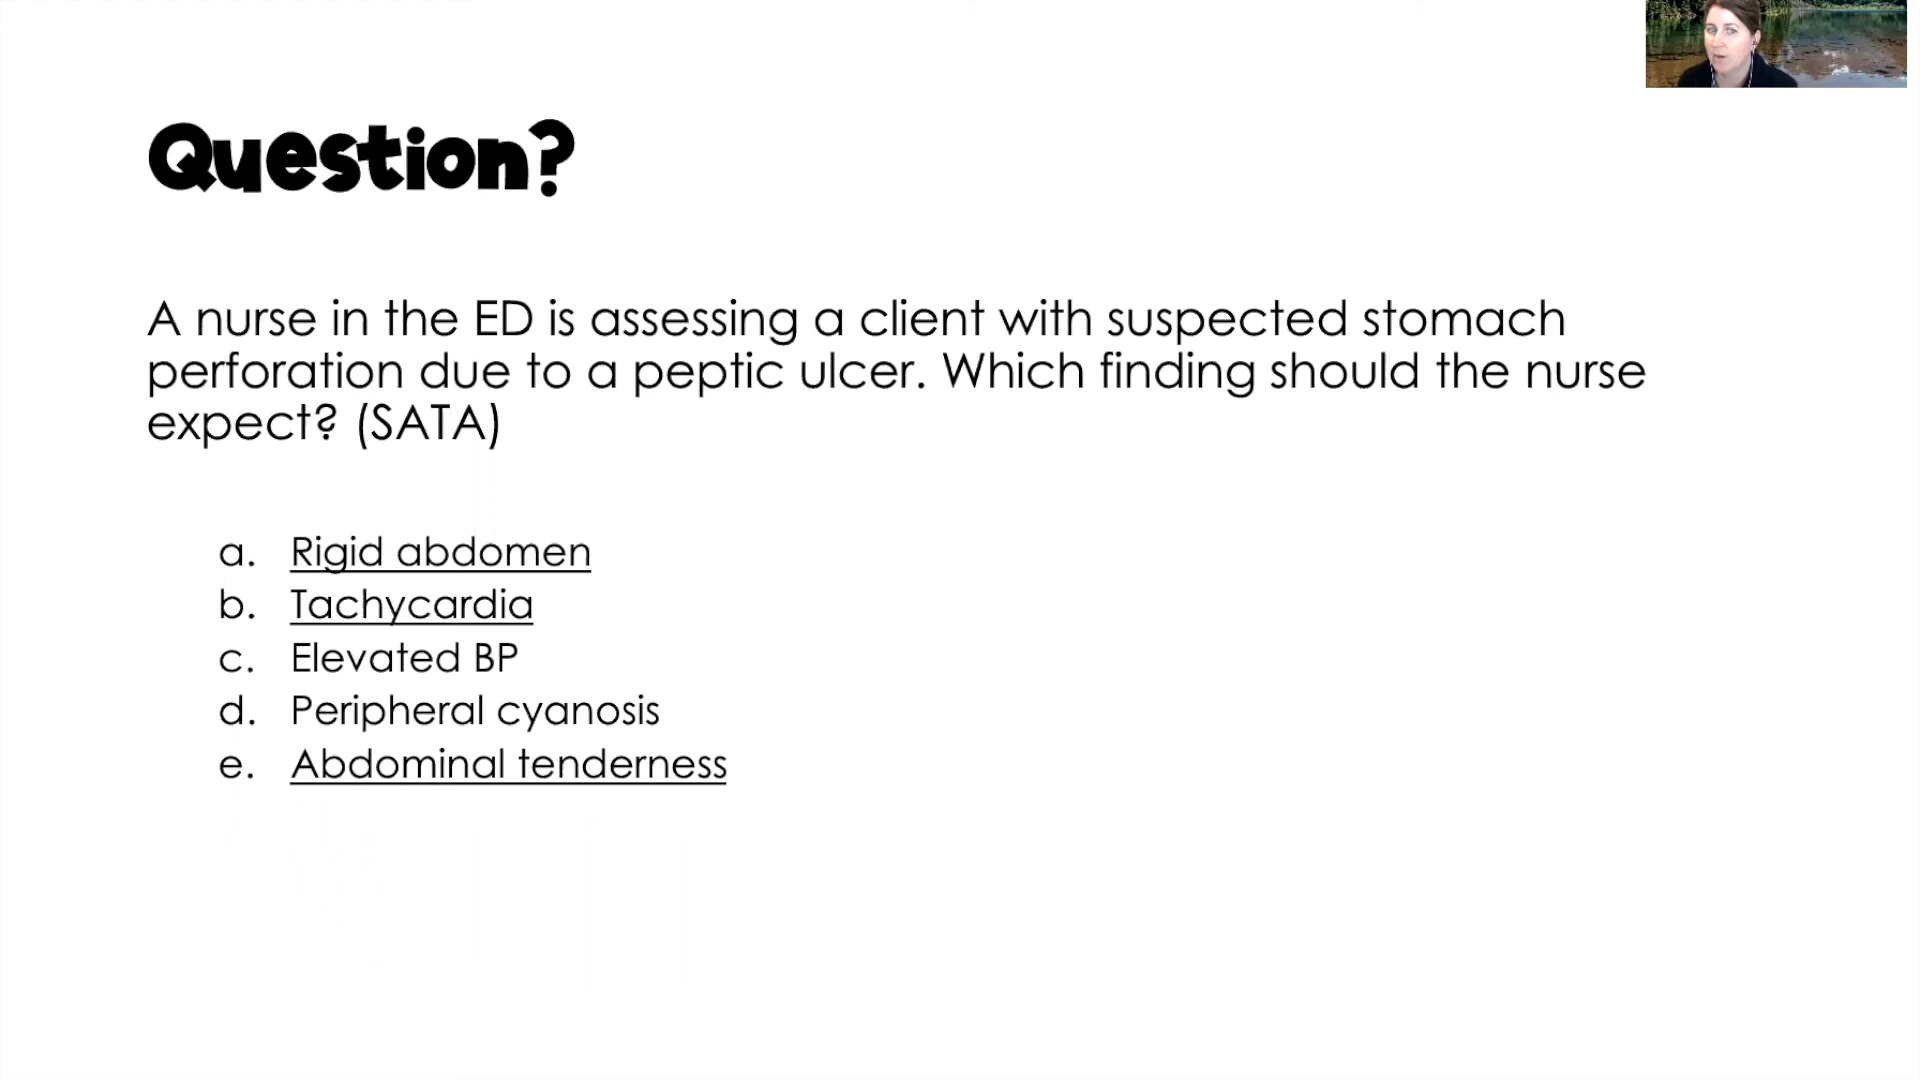 Question?
A nurse in the ED is assessing a client with suspected stomach
perforation due to a peptic ulcer. Which finding should the nurse
expect? (SATA)
a. Rigid abdomen
b. Tachycardia
c. Elevated BP
d. Peripheral cyanosis
e. Abdominal tenderness